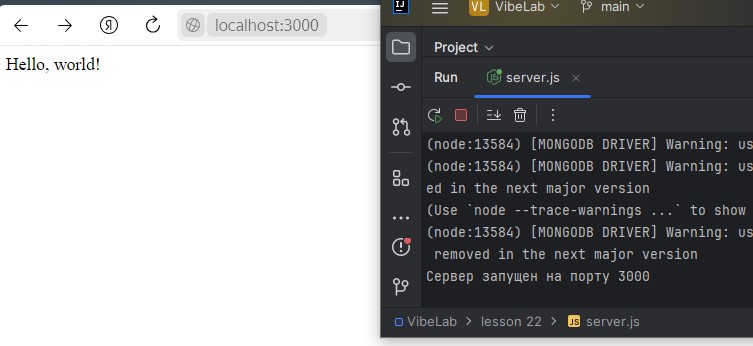 localhost:3000
Hello, world!
VL VibeLab main
Project
Run server.js
(node:13584) [MONGODB DRIVER] Warning: us
(node:13584) [MONGODB DRIVER] Warning: us
ed in the next major version
(Use `node --trace-warnings ...` to show
(node:13584) [MONGODB DRIVER] Warning: us
removed in the next major version
Сервер запущен на порту 3000
VibeLab > lesson 22 > JS server.js